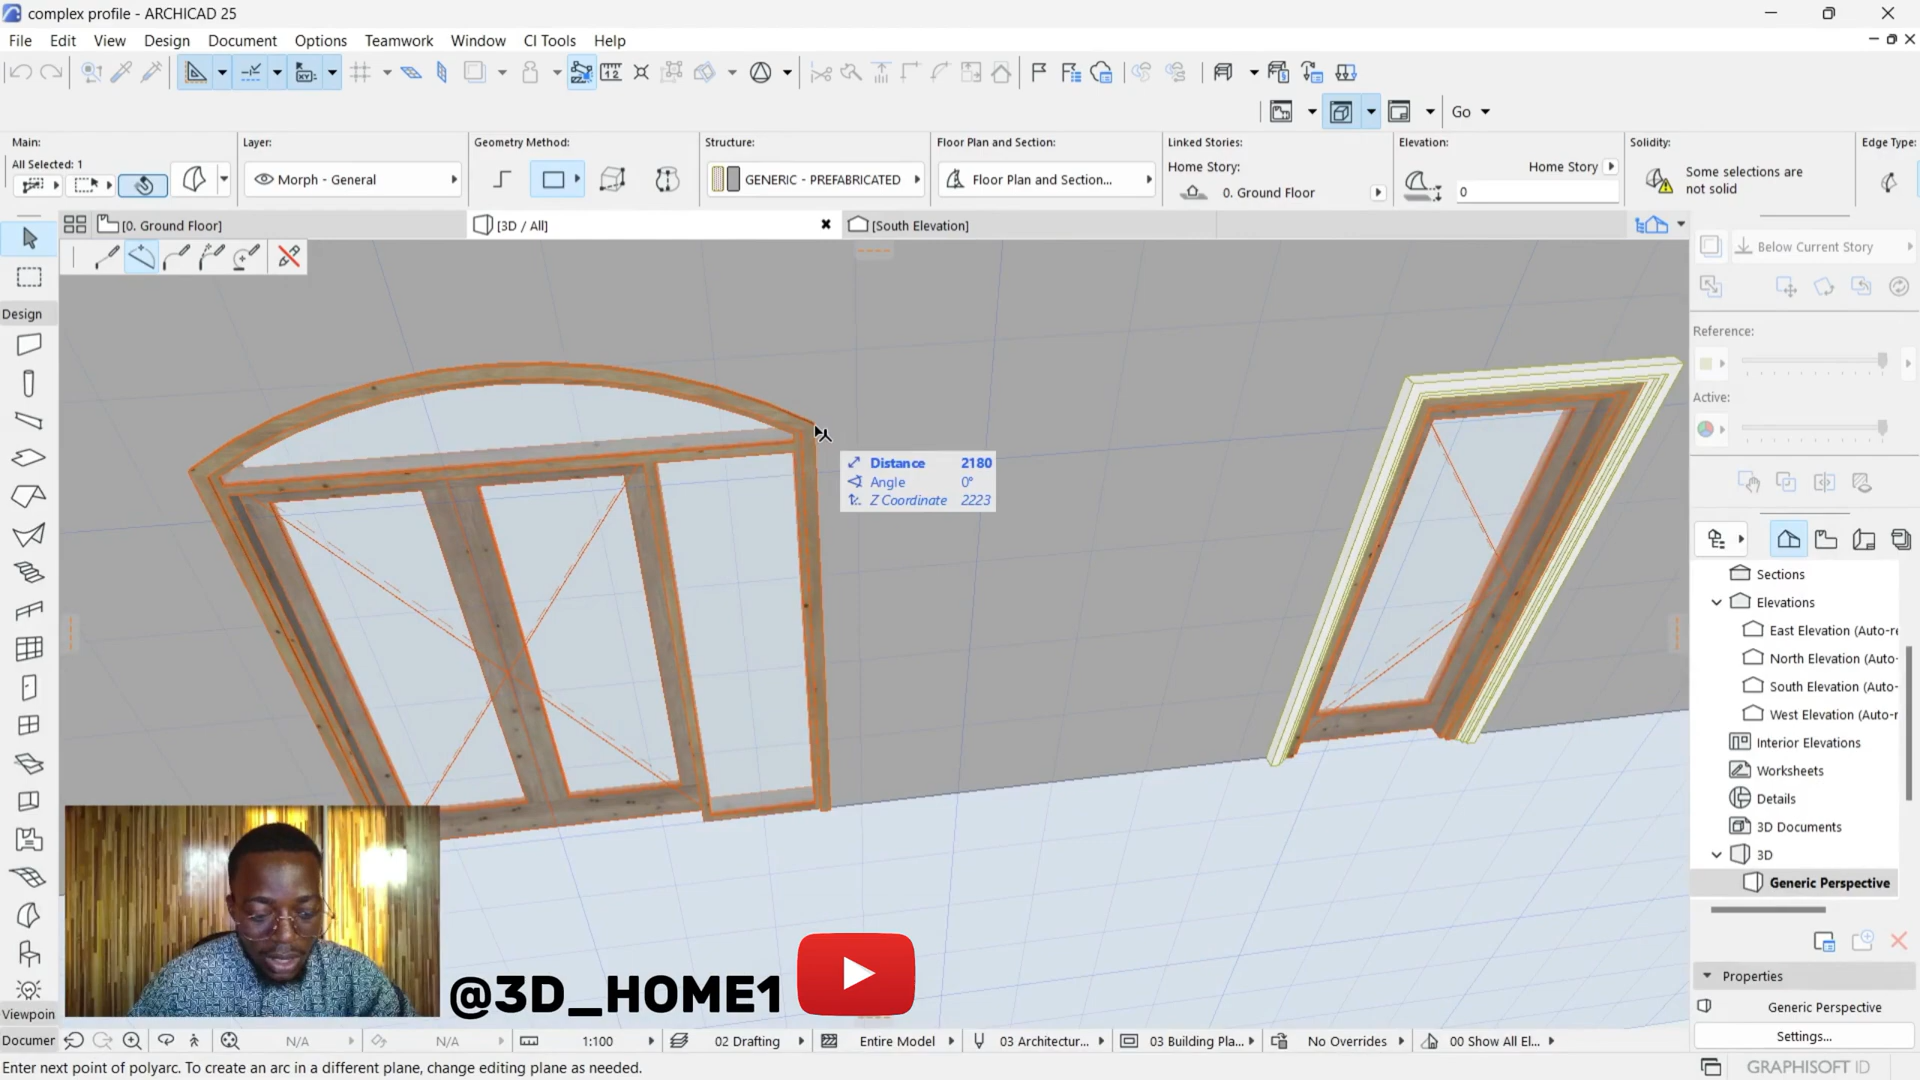 complex profile - ARCHICAD 25
File Edit View Design Document Options Teamwork Window CI Tools Help
Go
Main:
All Selected: 1
Layer:
Morph - General
Geometry Method:
Structure:
GENERIC - PREFABRICATED
Floor Plan and Section:
Floor Plan and Section...
Linked Stories:
Home Story:
0. Ground Floor
Elevation:
Home Story
0
Solidity:
Some selections are
not solid
Edge Type:
[0. Ground Floor]
[3D / All]
[South Elevation]
Below Current Story
Design
Reference:
Active:
Distance 2180
Angle 0°
Z Coordinate 2223
Sections
Elevations
East Elevation (Auto-re
North Elevation (Auto-
South Elevation (Auto-
West Elevation (Auto-r
Interior Elevations
Worksheets
Details
3D Documents
3D
Generic Perspective
Properties
Generic Perspective
Settings...
@3D_HOME1
Viewpoin
Documer
N/A
N/A
1:100
02 Drafting
Entire Model
03 Architectur...
03 Building Pla...
No Overrides
00 Show All El...
Enter next point of polyarc. To create an arc in a different plane, change editing plane as needed.
GRAPHISOFT ID